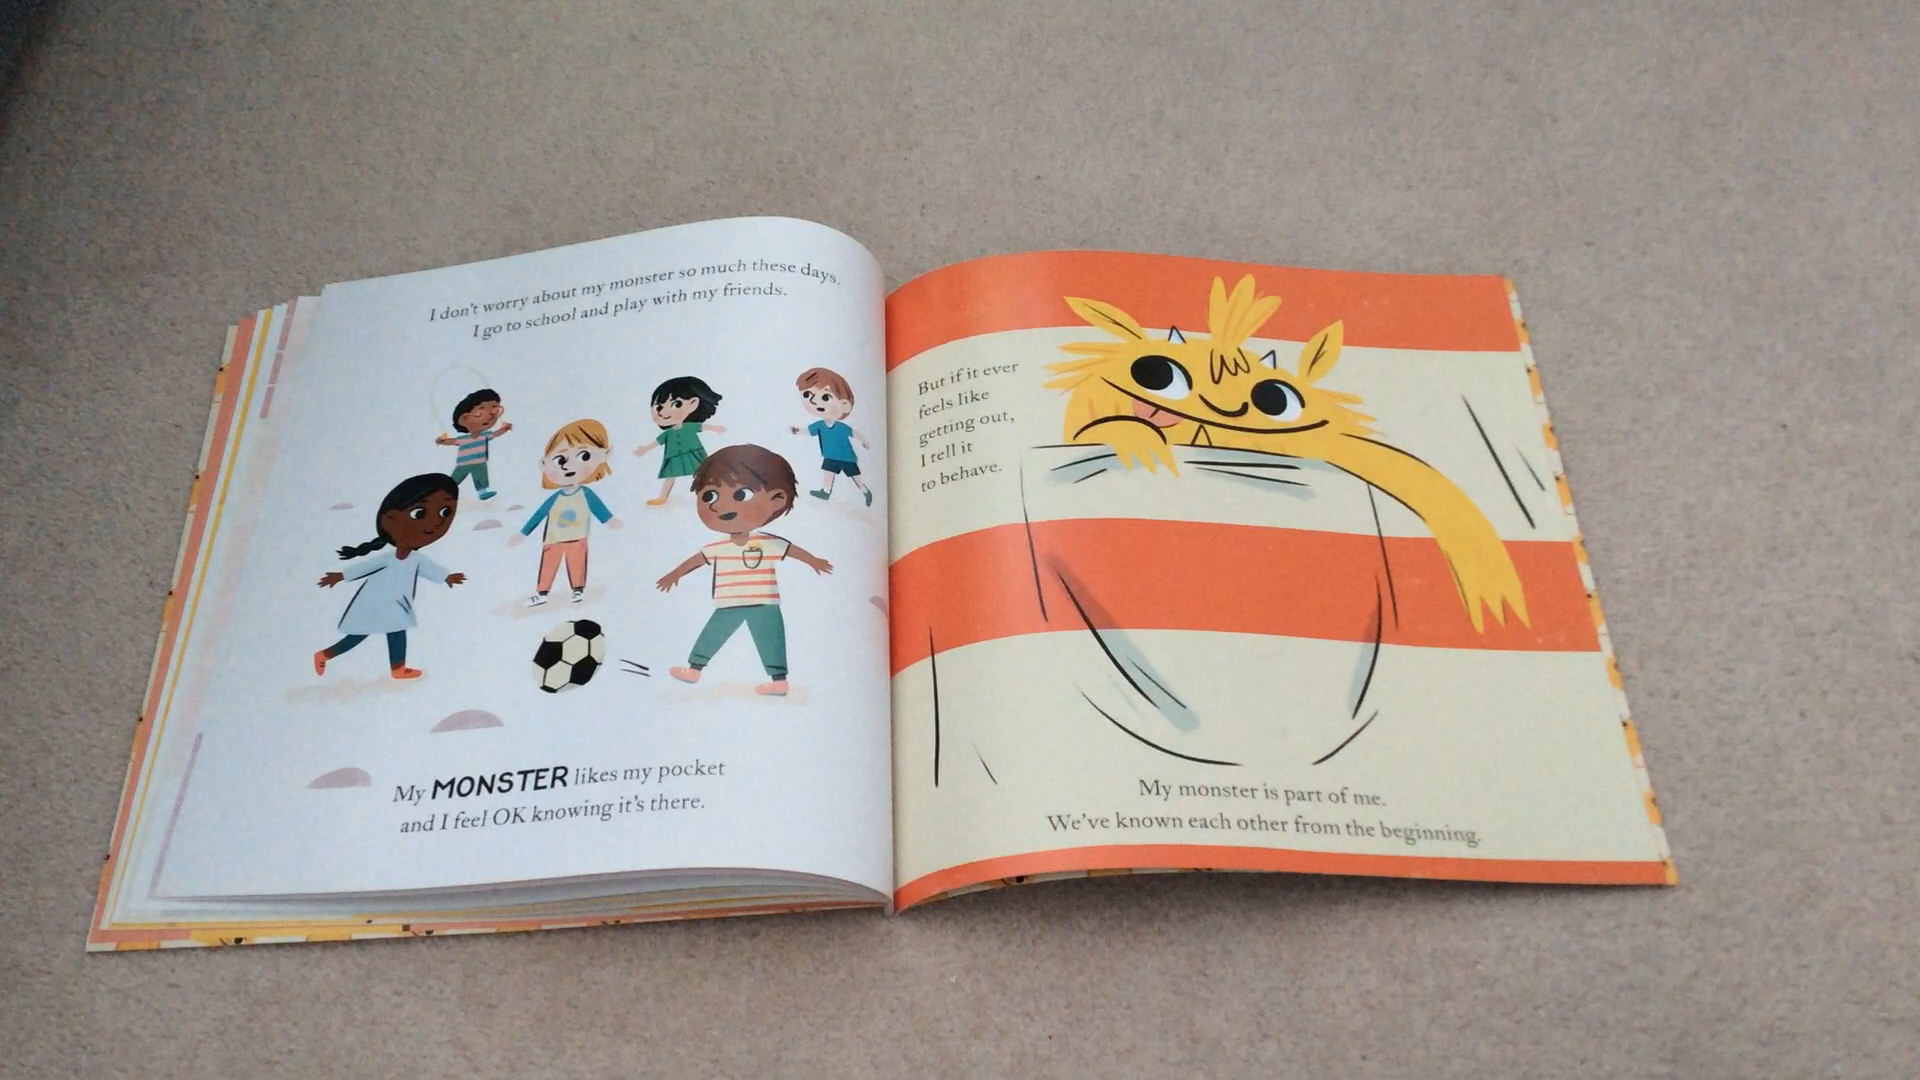 I don't worry about my monster so much these days.
I go to school and play with my friends.
My MONSTER likes my pocket
and I feel OK knowing it's there.
But if it ever
feels like
getting out,
I tell it
to behave.
My monster is part of me.
We've known each other from the beginning.